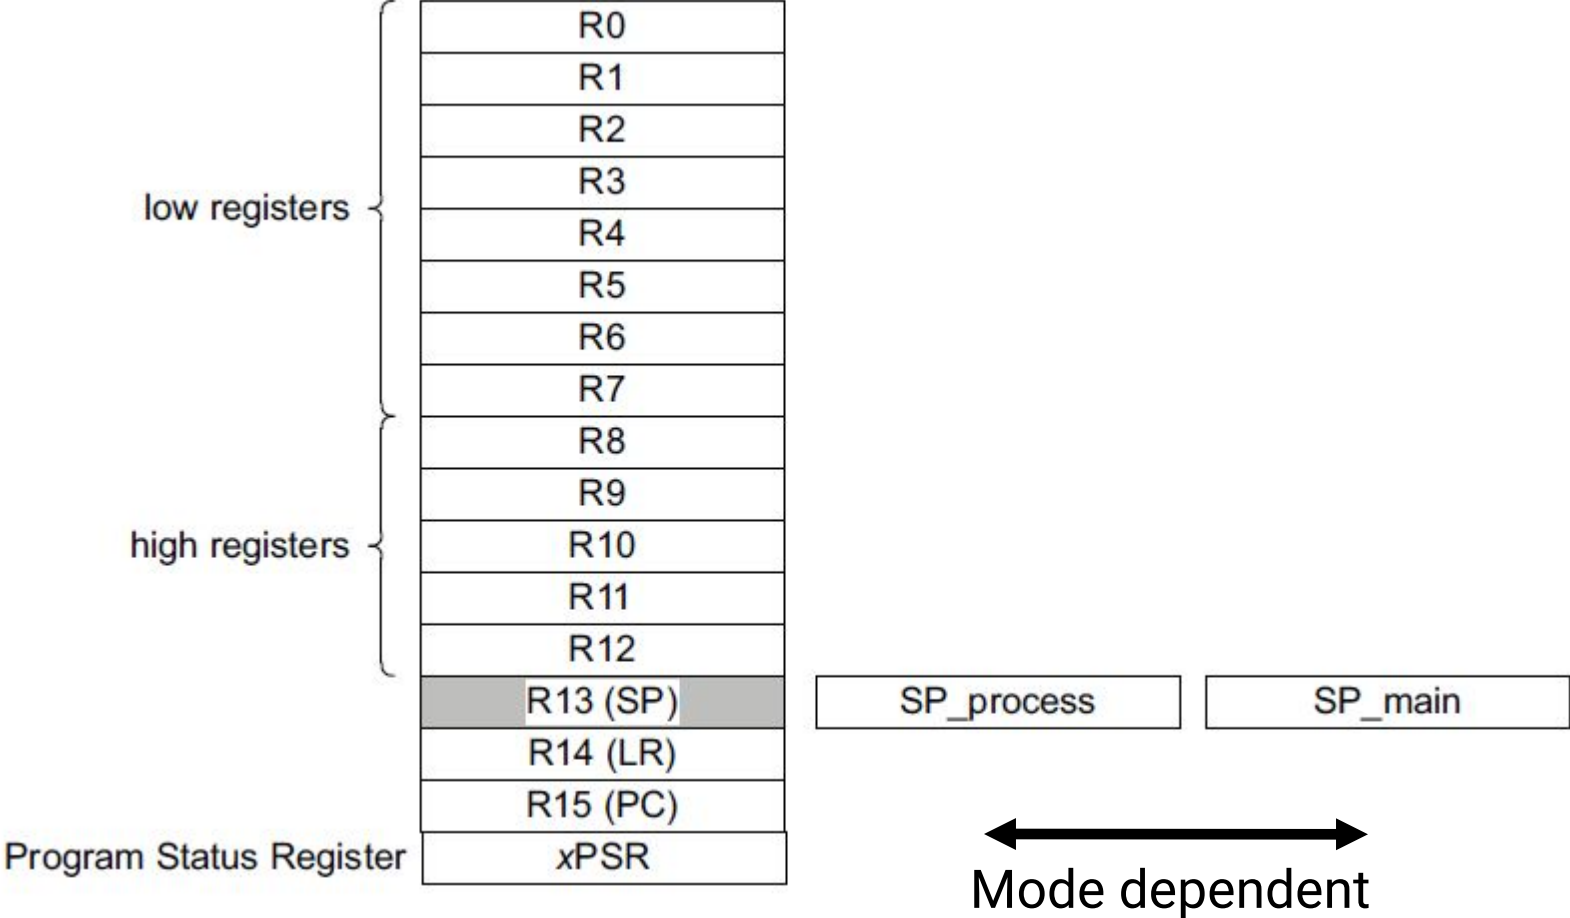 R0
R1
R2
R3
low registers
R4
R5
R6
R7
R8
R9
high registers
R10
R11
R12
R13 (SP)
SP_process
SP_main
R14 (LR)
R15 (PC)
Program Status Register
xPSR
Mode dependent